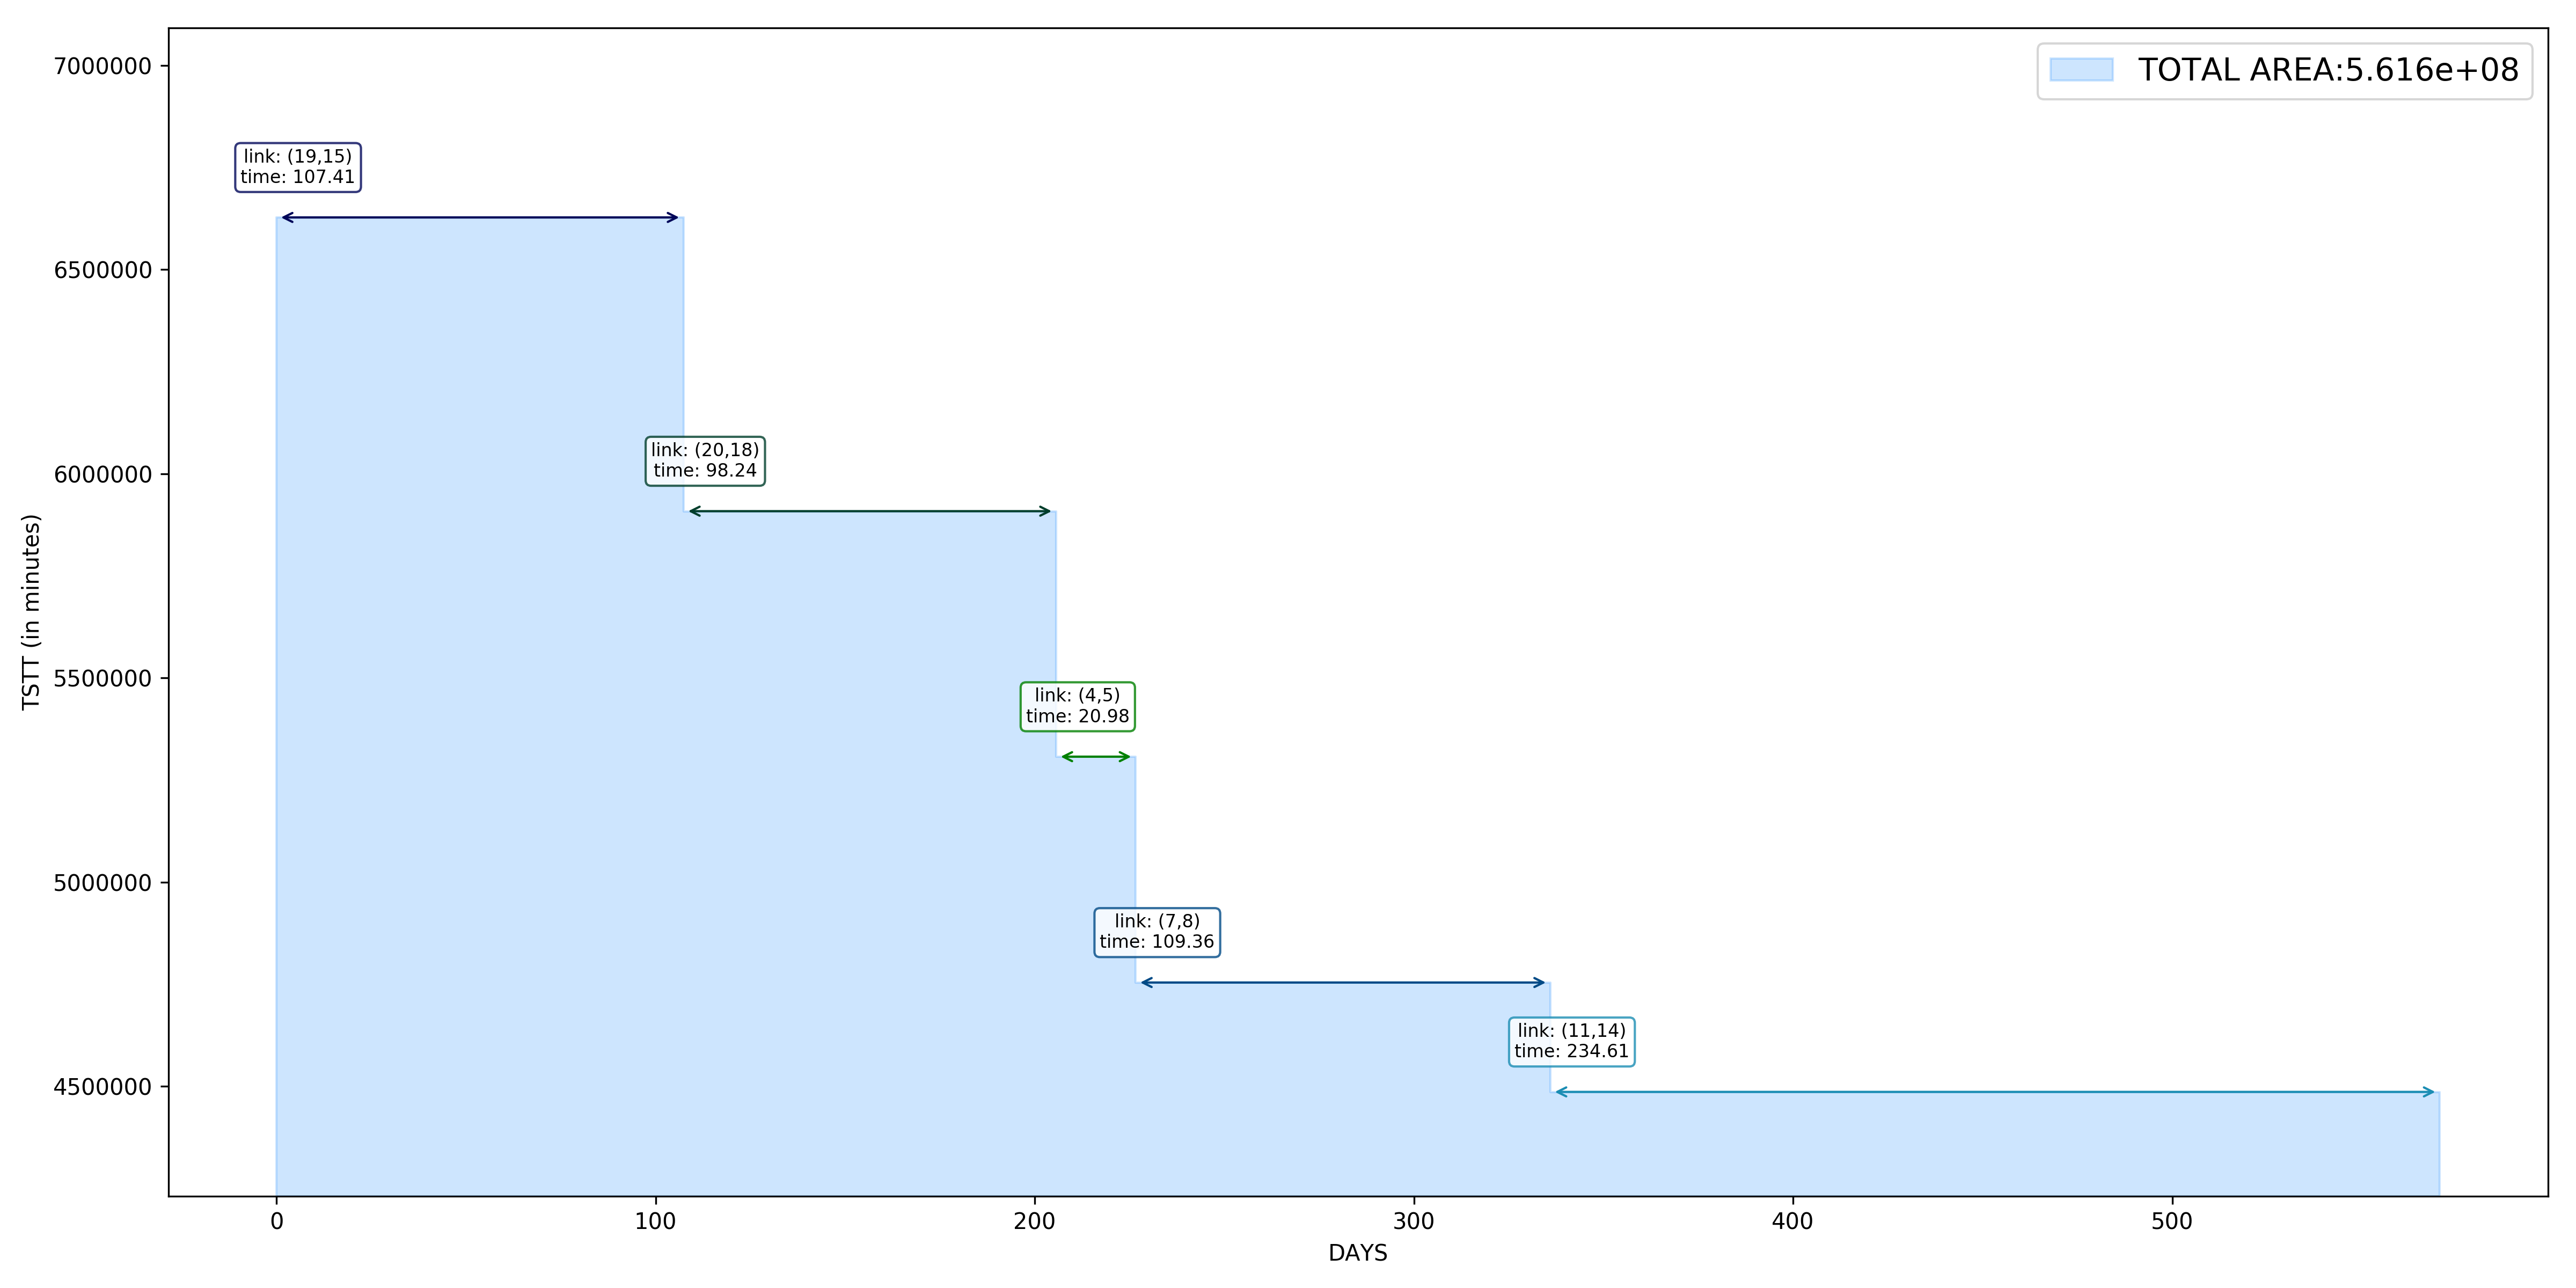 TOTAL AREA:5.616e+08
7000000
6500000
6000000
5500000
5000000
4500000
TSTT (in minutes)
link: (19,15)
time: 107.41
link: (20,18)
time: 98.24
link: (4,5)
time: 20.98
link: (7,8)
time: 109.36
link: (11,14)
time: 234.61
0 100 200 300 400 500
DAYS